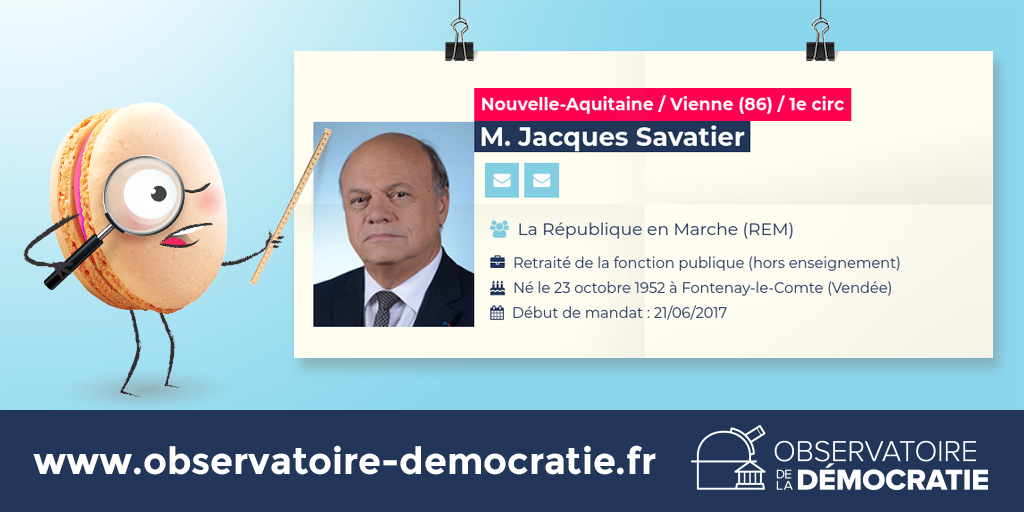 Nouvelle-Aquitaine / Vienne (86) / 1e circ
M. Jacques Savatier
La République en Marche (REM)
Retraité de la fonction publique (hors enseignement)
Né le 23 octobre 1952 à Fontenay-le-Comte (Vendée)
Début de mandat : 21/06/2017
www.observatoire-democratie.fr
OBSERVATOIRE
DE LA DÉMOCRATIE